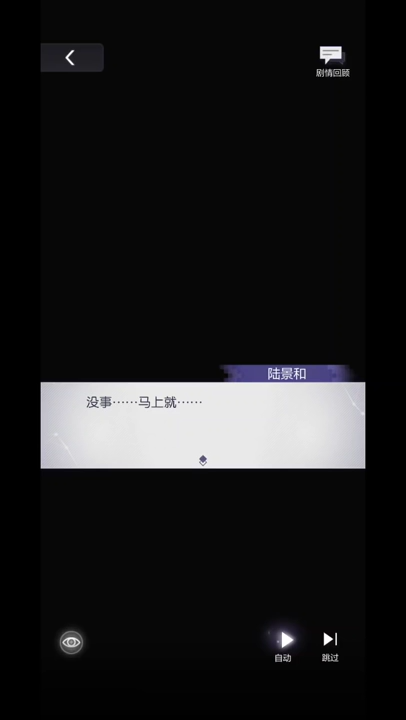 剧情回顾
陆景和
没事……马上就……
自动
跳过